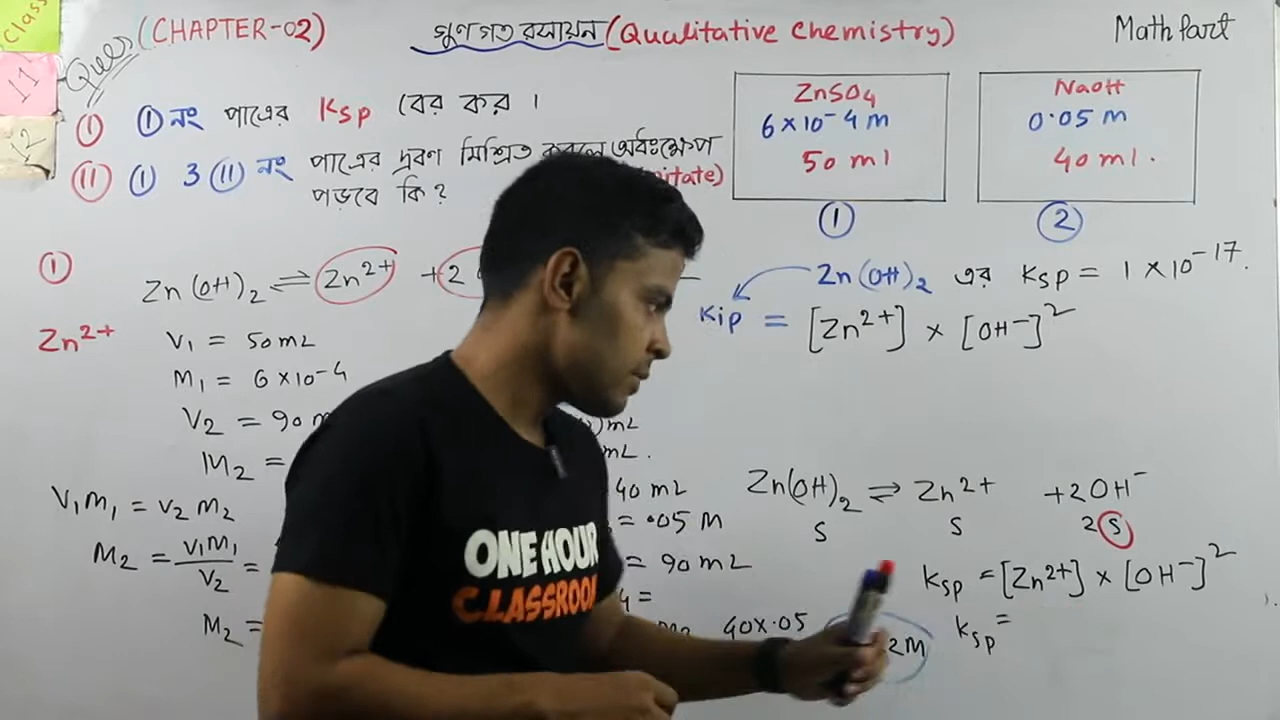 Class
11
12
Ques
(CHAPTER-02)
গুণগত রসায়ন (Qualitative Chemistry)
Math Part
① ①নং পাত্রের Ksp বের কর ।
② ① 3 ② নং পাত্রের দ্রবণ মিশ্রিত করলে অধঃক্ষেপ
পড়বে কি ?
ZnSO4
6×10-4 m
50 ml
①
NaOH
0.05 m
40 ml.
②
Zn(OH)2 এর Ksp = 1 × 10-17.
Kip = [Zn2+] × [OH-]2
① Zn(OH)2 ⇌ Zn2+ +2
Zn2+ V1 = 50mL
M1 = 6 ×10-4
V2 = 90 m
M2 =
V1M1 = V2M2
M2 = V1M1/V2 =
M2 =
mL
mL.
40 mL
= .05 M
= 90 mL
=
40×.05
2M
Zn(OH)2 ⇌ Zn2+ +2OH-
S S 2S
Ksp = [Zn2+] × [OH-]2
Ksp =
ONE HOUR
CLASSROOM